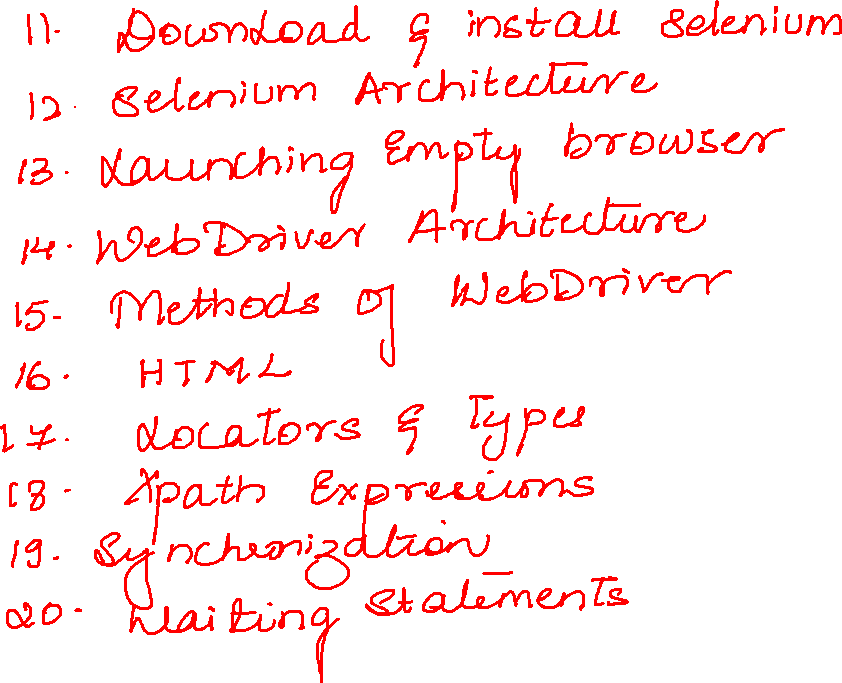 11. Download & install Selenium
12. Selenium Architecture
13. Launching Empty browser
14. WebDriver Architecture
15- Methods of WebDriver
16. HTML
17. Locators & Types
18- Xpath Expressions
19. Synchronization
20- Waiting Statements